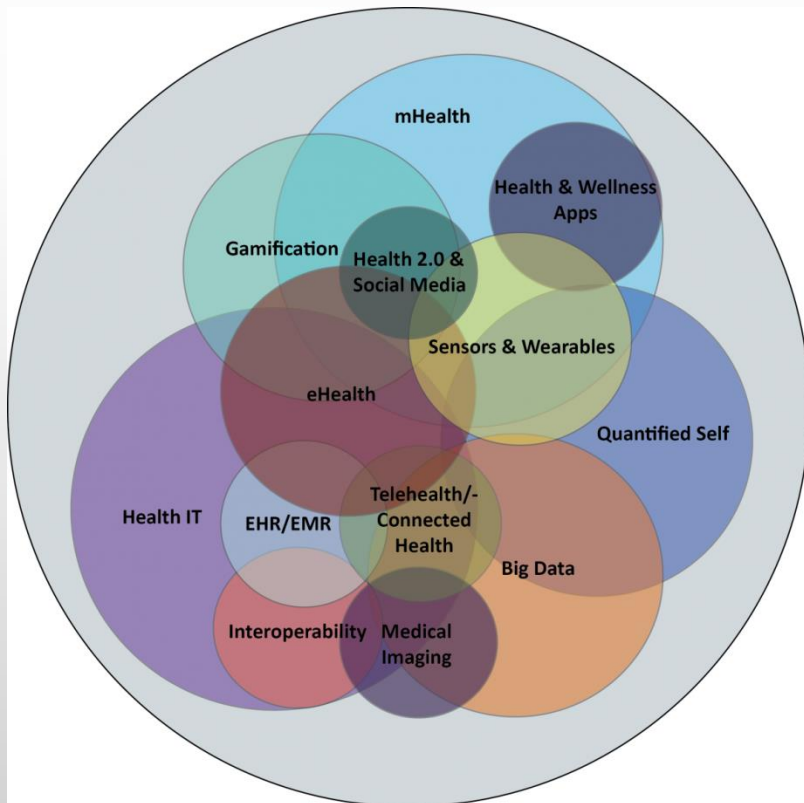 mHealth
Health & Wellness
Apps
Gamification
Health 2.0 &
Social Media
Sensors & Wearables
eHealth
Quantified Self
Health IT
EHR/EMR
Telehealth/-
Connected
Health
Big Data
Interoperability
Medical
Imaging